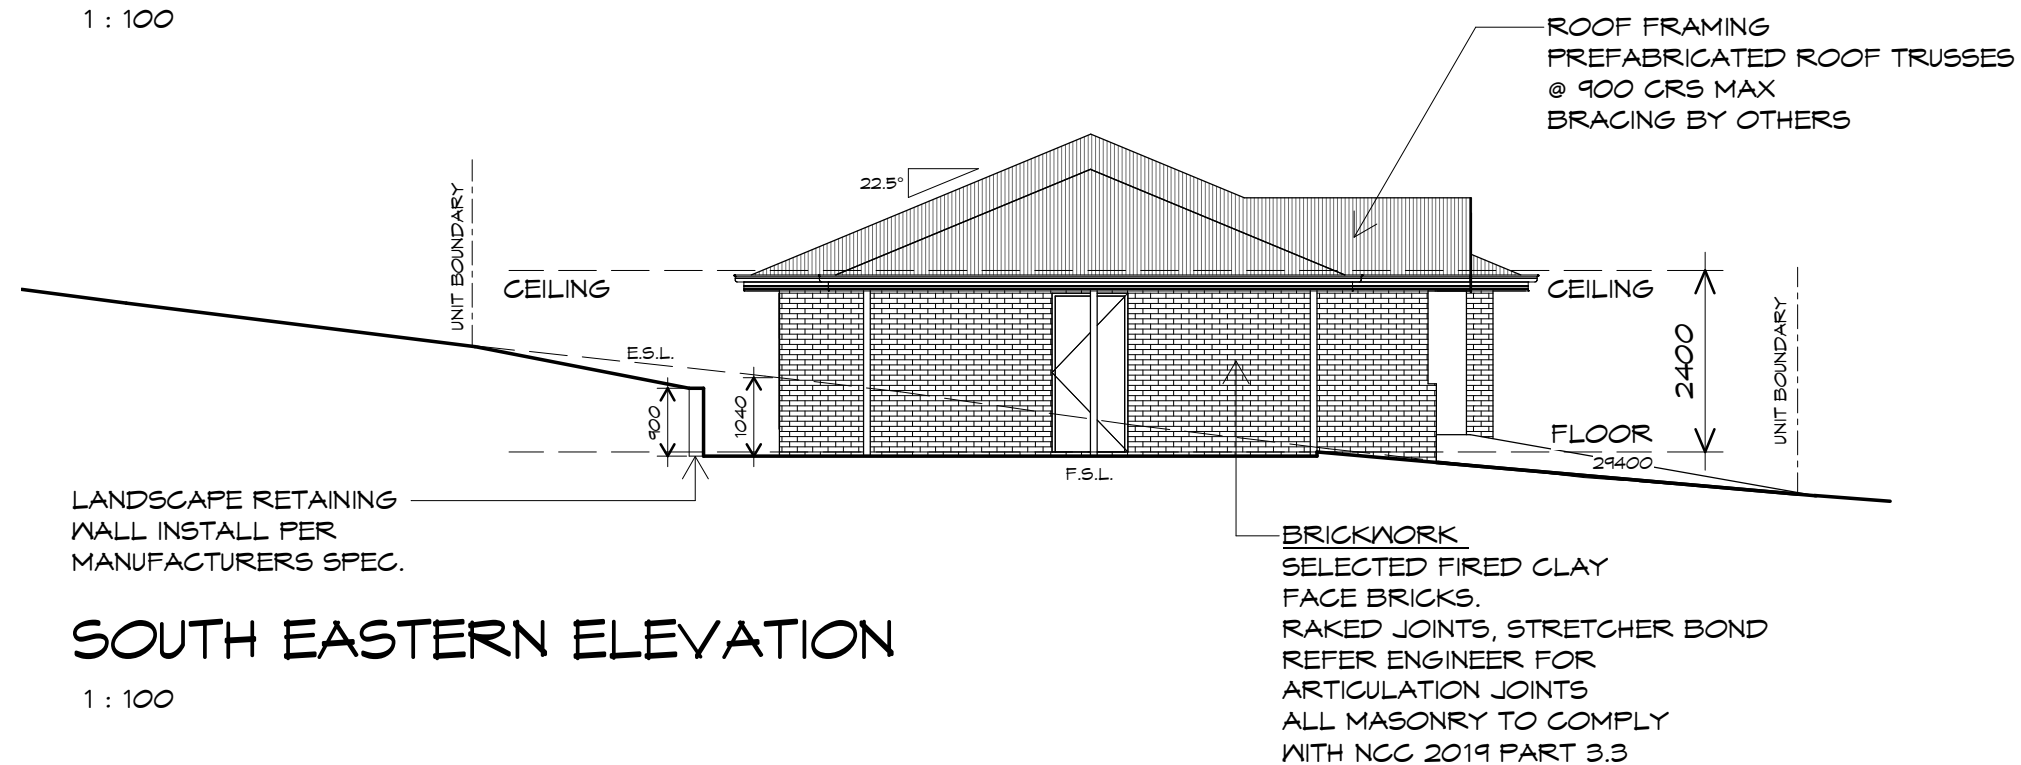 1 : 100
ROOF FRAMING
PREFABRICATED ROOF TRUSSES
@ 900 CRS MAX
BRACING BY OTHERS
22.5°
UNIT BOUNDARY
CEILING
CEILING
E.S.L.
900
1040
2400
UNIT BOUNDARY
FLOOR
29400
F.S.L.
LANDSCAPE RETAINING
WALL INSTALL PER
MANUFACTURERS SPEC.
BRICKWORK
SELECTED FIRED CLAY
FACE BRICKS.
RAKED JOINTS, STRETCHER BOND
REFER ENGINEER FOR
ARTICULATION JOINTS
ALL MASONRY TO COMPLY
WITH NCC 2019 PART 3.3
SOUTH EASTERN ELEVATION
1 : 100